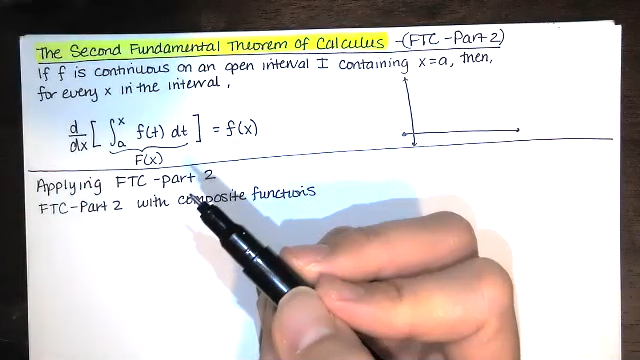 The Second Fundamental Theorem of Calculus - (FTC - Part 2)
If f is continuous on an open interval I containing x=a, then,
for every x in the interval,
d/dx [ ∫ₐˣ f(t) dt ] = f(x)
F(x)
Applying FTC - part 2
FTC - Part 2 with composite functions